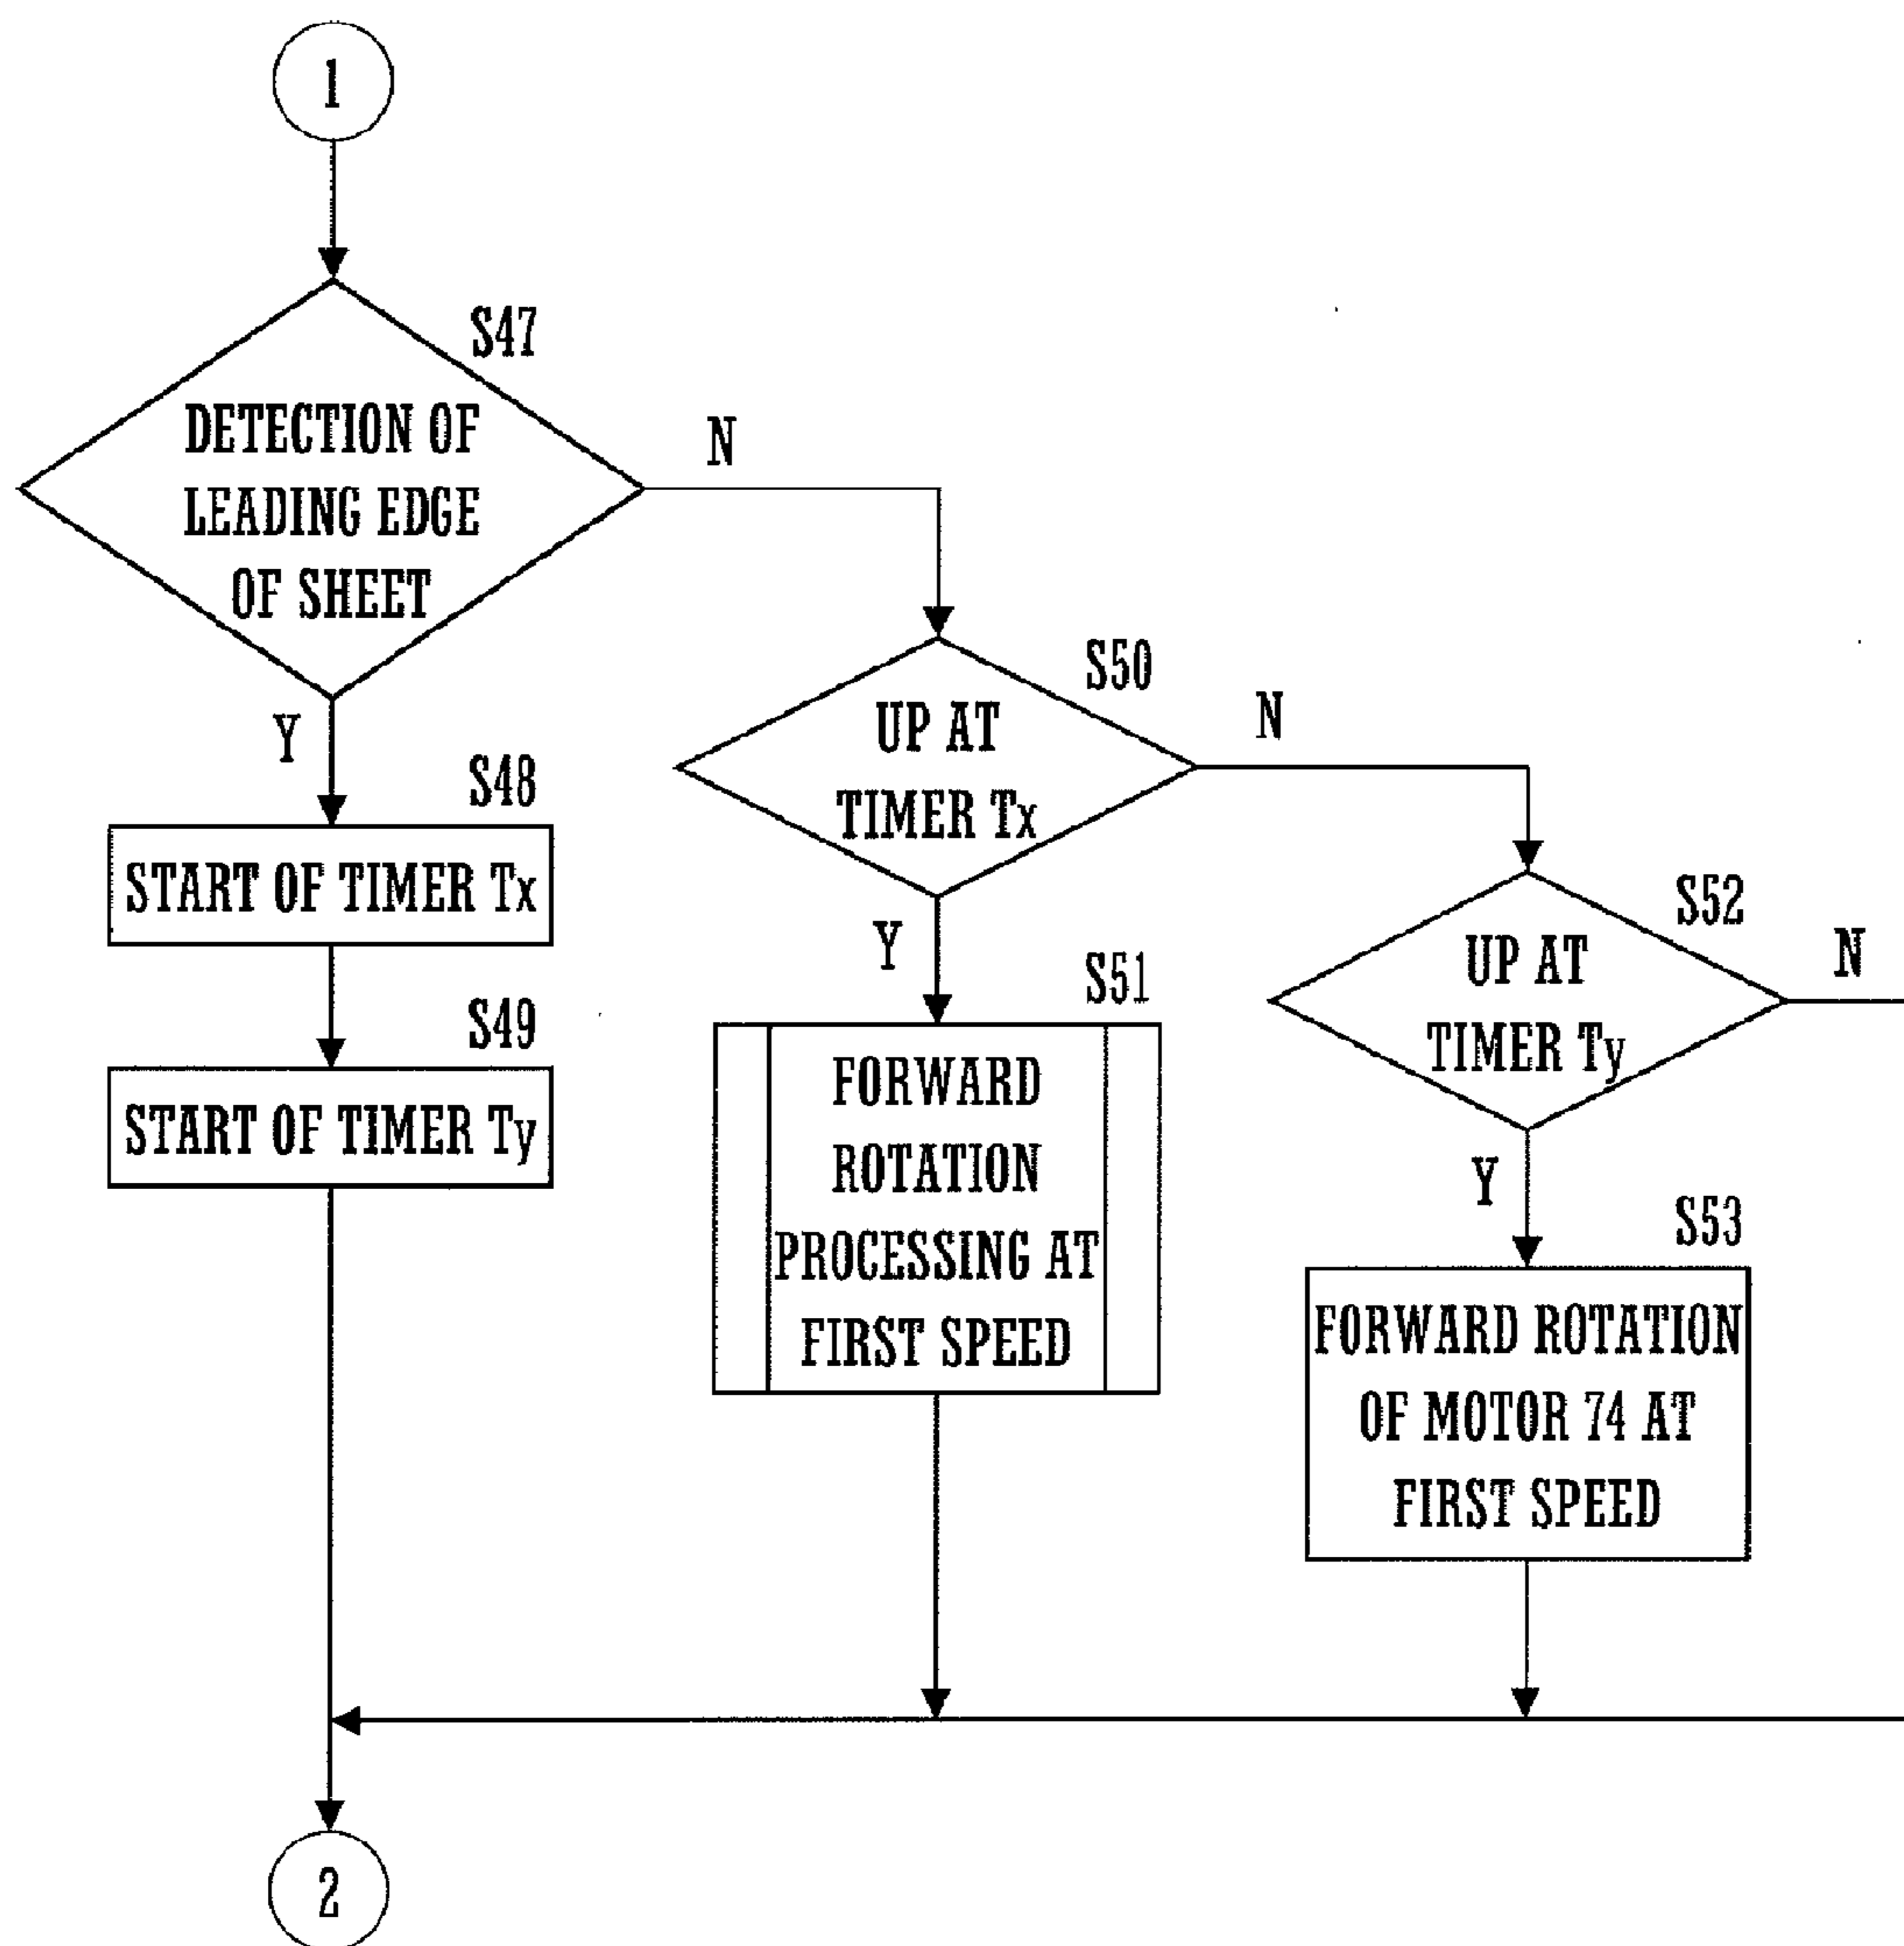 1
S47
DETECTION OF
LEADING EDGE
OF SHEET
N
Y
S48
START OF TIMER Tx
S49
START OF TIMER Ty
S50
UP AT
TIMER Tx
N
Y
S51
FORWARD
ROTATION
PROCESSING AT
FIRST SPEED
S52
UP AT
TIMER Ty
N
Y
S53
FORWARD ROTATION
OF MOTOR 74 AT
FIRST SPEED
2